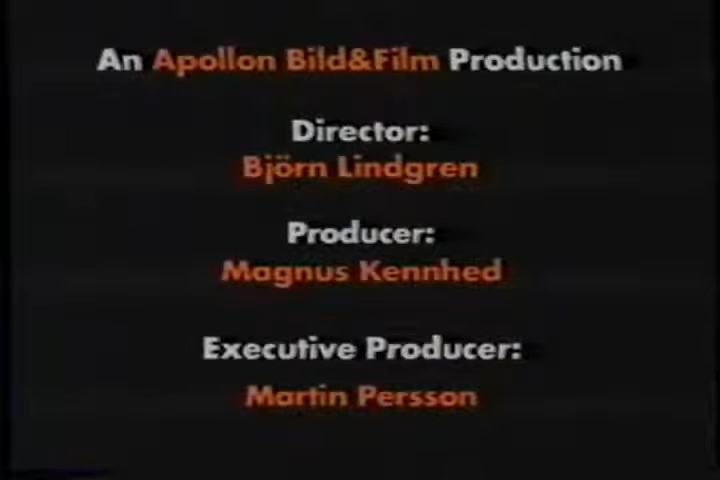 An Apollon Bild&Film Production
Director:
Björn Lindgren
Producer:
Magnus Kennhed
Executive Producer:
Martin Persson